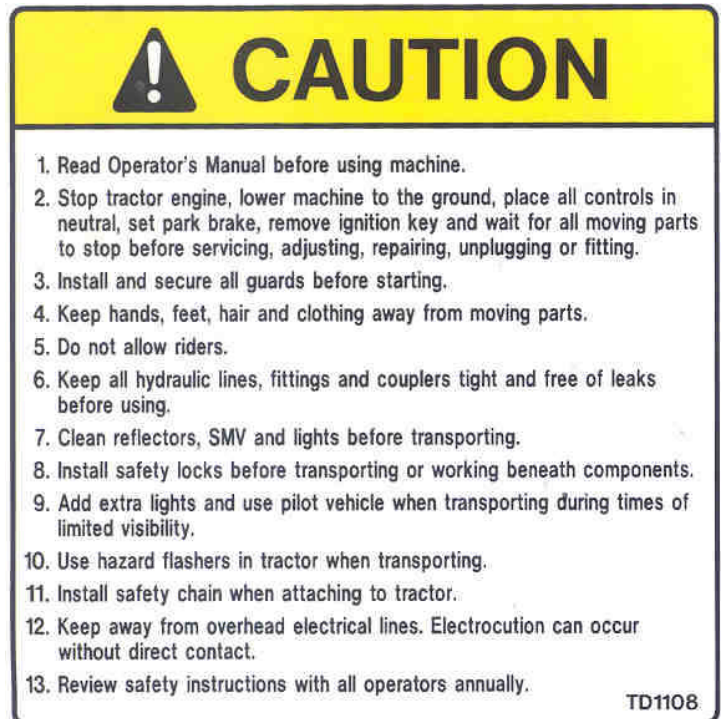 CAUTION
1. Read Operator's Manual before using machine.
2. Stop tractor engine, lower machine to the ground, place all controls in
neutral, set park brake, remove ignition key and wait for all moving parts
to stop before servicing, adjusting, repairing, unplugging or fitting.
3. Install and secure all guards before starting.
4. Keep hands, feet, hair and clothing away from moving parts.
5. Do not allow riders.
6. Keep all hydraulic lines, fittings and couplers tight and free of leaks
before using.
7. Clean reflectors, SMV and lights before transporting.
8. Install safety locks before transporting or working beneath components.
9. Add extra lights and use pilot vehicle when transporting during times of
limited visibility.
10. Use hazard flashers in tractor when transporting.
11. Install safety chain when attaching to tractor.
12. Keep away from overhead electrical lines. Electrocution can occur
without direct contact.
13. Review safety instructions with all operators annually.
TD1108